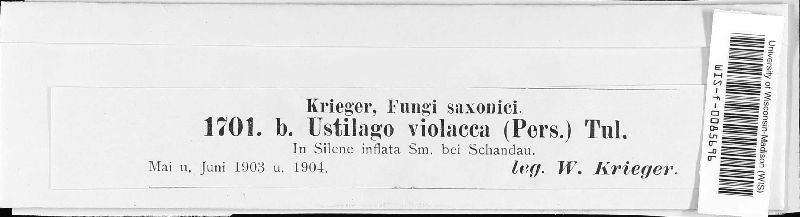 Krieger, Fungi saxonici.
1701. b. Ustilago violacca (Pers.) Tul.
In Silene inflata Sm. bei Schandau.
Mai u. Juni 1903 u. 1904. leg. W. Krieger.
University of Wisconsin-Madison (WIS)
WIS-f-0085696